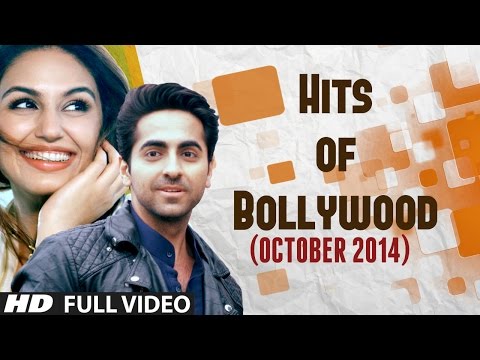 HITS
OF
BOLLYWOOD
(OCTOBER 2014)
HD FULL VIDEO